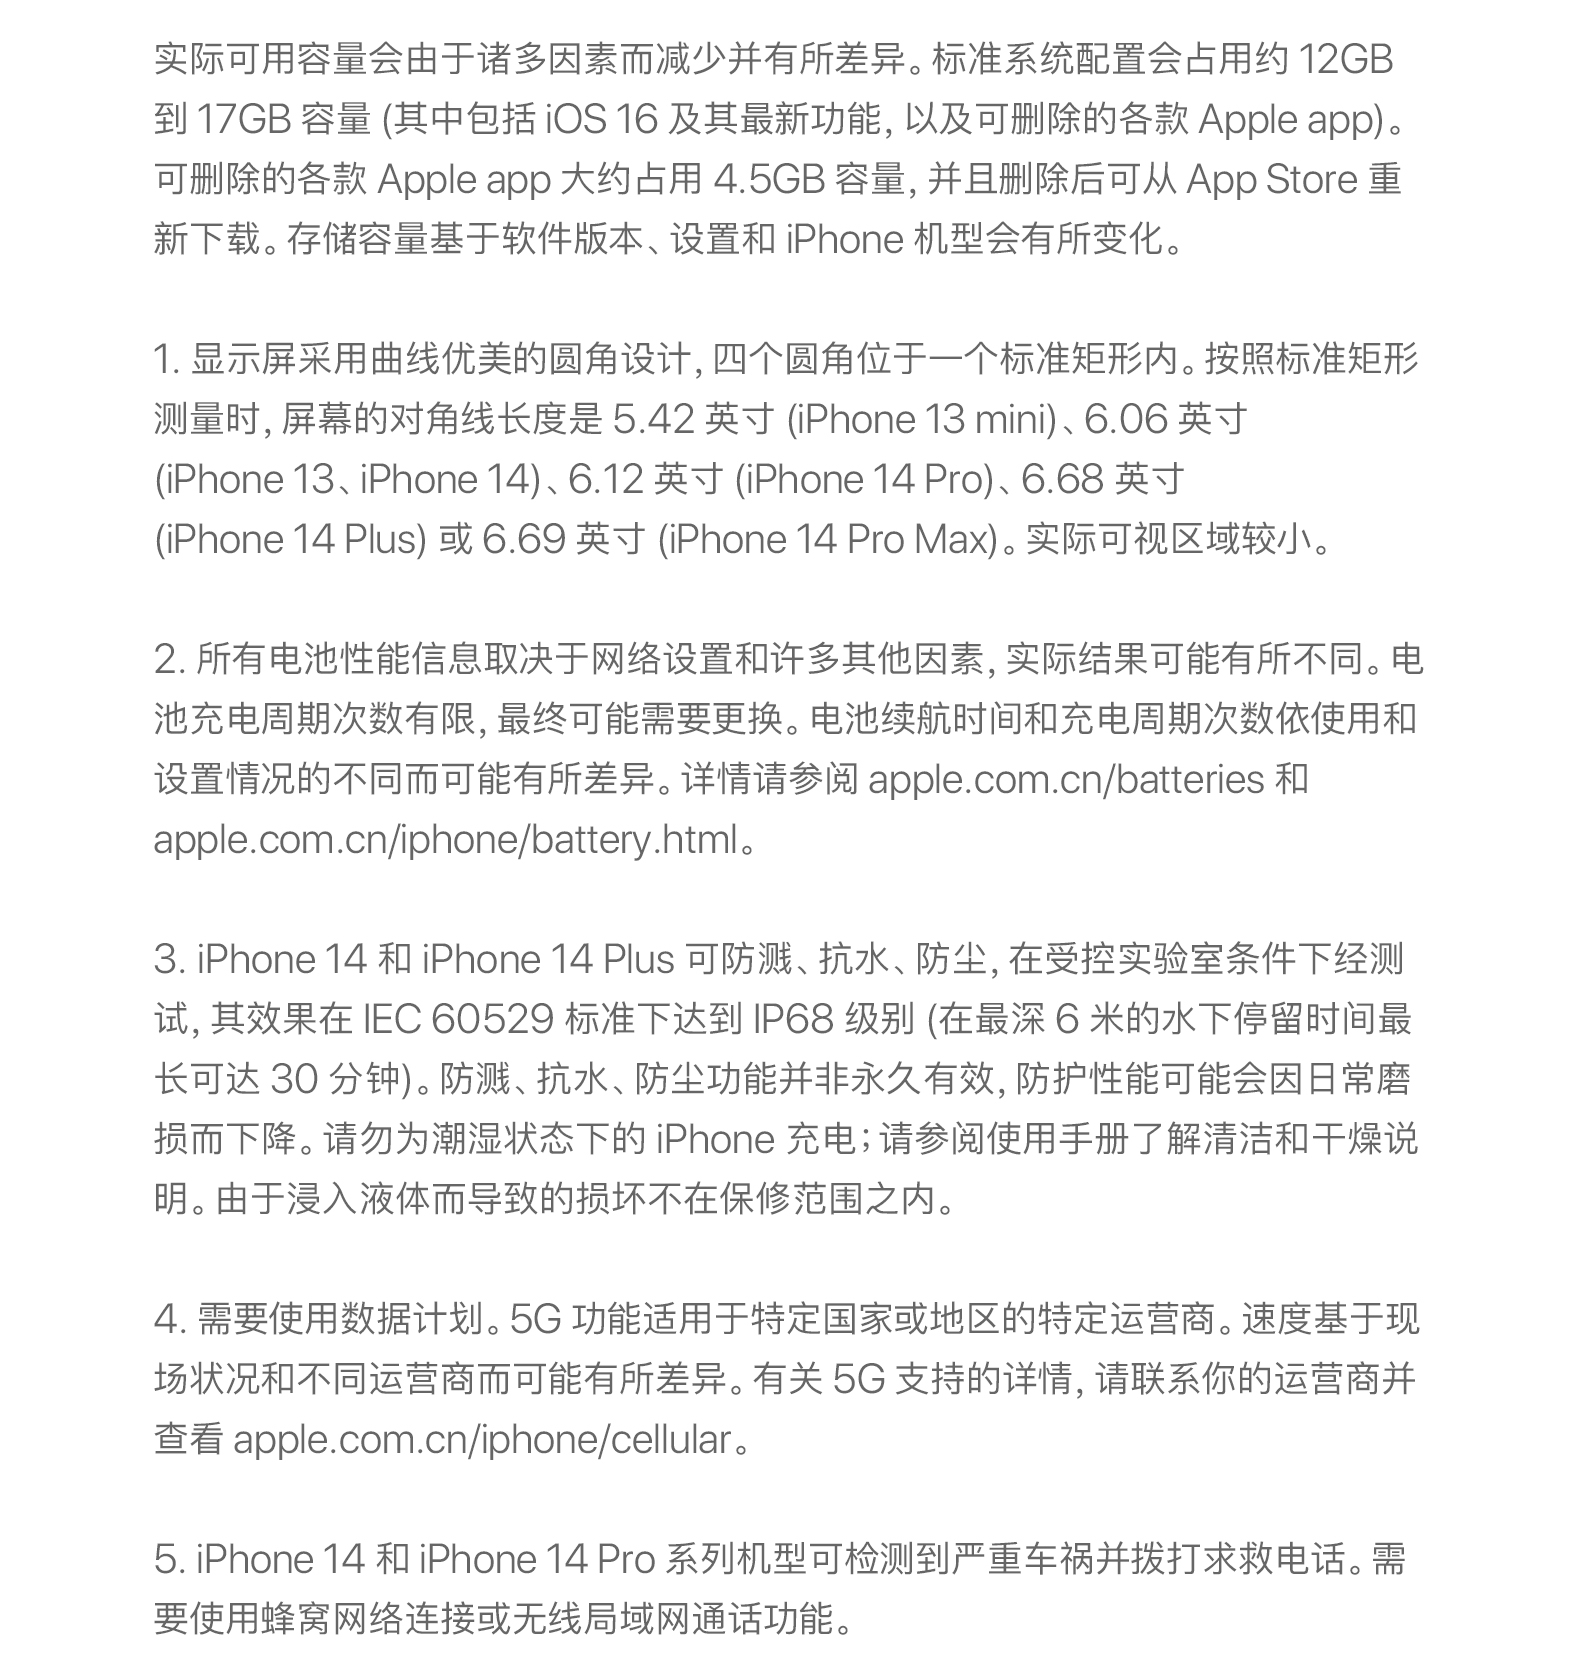 实际可用容量会由于诸多因素而减少并有所差异。标准系统配置会占用约 12GB
到 17GB 容量 (其中包括 iOS 16 及其最新功能, 以及可删除的各款 Apple app)。
可删除的各款 Apple app 大约占用 4.5GB 容量, 并且删除后可从 App Store 重
新下载。存储容量基于软件版本、设置和 iPhone 机型会有所变化。
1. 显示屏采用曲线优美的圆角设计, 四个圆角位于一个标准矩形内。按照标准矩形
测量时, 屏幕的对角线长度是 5.42 英寸 (iPhone 13 mini)、6.06 英寸
(iPhone 13、iPhone 14)、6.12 英寸 (iPhone 14 Pro)、6.68 英寸
(iPhone 14 Plus) 或 6.69 英寸 (iPhone 14 Pro Max)。实际可视区域较小。
2. 所有电池性能信息取决于网络设置和许多其他因素, 实际结果可能有所不同。电
池充电周期次数有限, 最终可能需要更换。电池续航时间和充电周期次数依使用和
设置情况的不同而可能有所差异。详情请参阅 apple.com.cn/batteries 和
apple.com.cn/iphone/battery.html。
3. iPhone 14 和 iPhone 14 Plus 可防溅、抗水、防尘, 在受控实验室条件下经测
试, 其效果在 IEC 60529 标准下达到 IP68 级别 (在最深 6 米的水下停留时间最
长可达 30 分钟)。防溅、抗水、防尘功能并非永久有效, 防护性能可能会因日常磨
损而下降。请勿为潮湿状态下的 iPhone 充电; 请参阅使用手册了解清洁和干燥说
明。由于浸入液体而导致的损坏不在保修范围之内。
4. 需要使用数据计划。5G 功能适用于特定国家或地区的特定运营商。速度基于现
场状况和不同运营商而可能有所差异。有关 5G 支持的详情, 请联系你的运营商并
查看 apple.com.cn/iphone/cellular。
5. iPhone 14 和 iPhone 14 Pro 系列机型可检测到严重车祸并拨打求救电话。需
要使用蜂窝网络连接或无线局域网通话功能。